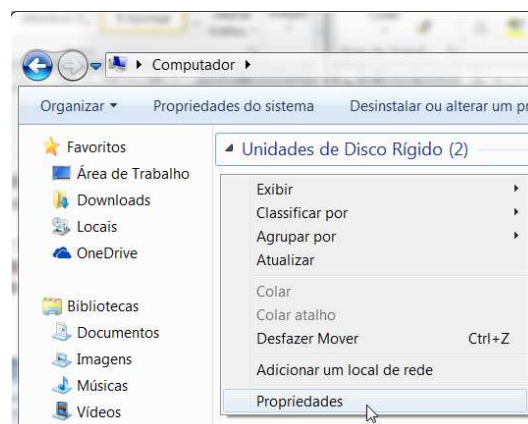 Computador
Organizar Propriedades do sistema Desinstalar ou alterar um
Favoritos
Área de Trabalho
Downloads
Locais
OneDrive
Bibliotecas
Documentos
Imagens
Músicas
Vídeos
Unidades de Disco Rígido (2)
Exibir
Classificar por
Agrupar por
Atualizar
Colar
Colar atalho
Desfazer Mover Ctrl+Z
Adicionar um local de rede
Propriedades